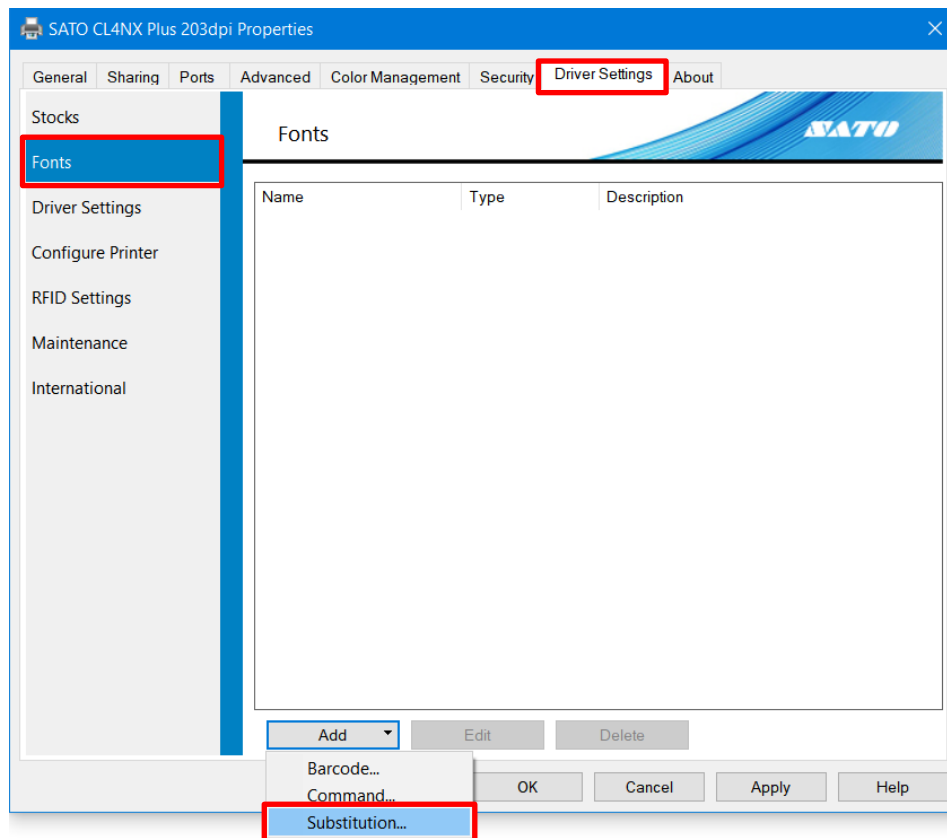 SATO CL4NX Plus 203dpi Properties
General Sharing Ports Advanced Color Management Security Driver Settings About
Stocks
Fonts
Driver Settings
Configure Printer
RFID Settings
Maintenance
International
Fonts
SATO
Name Type Description
Add Edit Delete
Barcode...
Command...
Substitution...
OK Cancel Apply Help